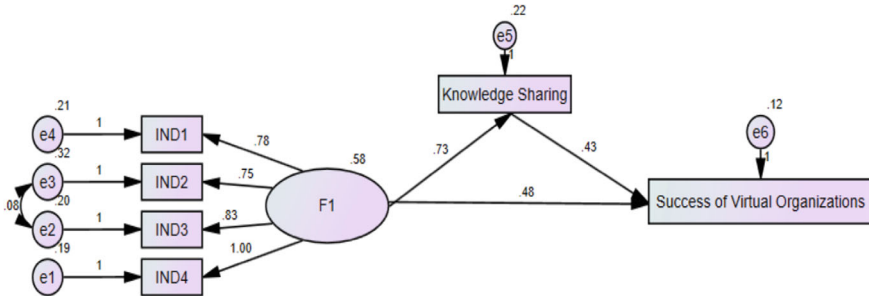 .22
e5
1
Knowledge Sharing
.21
.12
e4
1
IND1
.78
.73
.43
e6
.32
.58
1
e3
1
IND2
.75
.08
.20
F1
.48
Success of Virtual Organizations
e2
1
IND3
.83
.19
1.00
e1
1
IND4